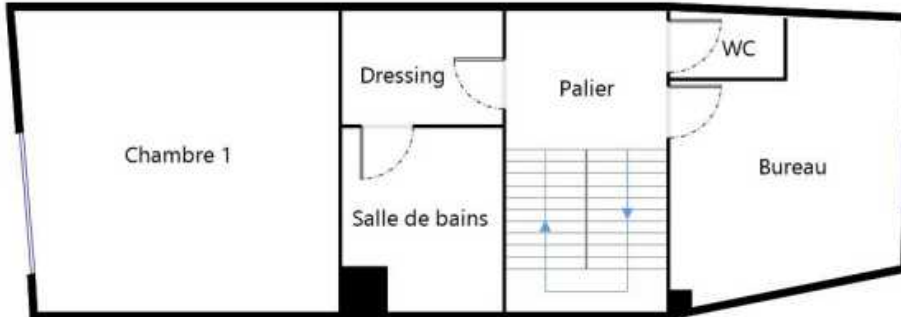 WC
Dressing
Palier
Chambre 1
Bureau
Salle de bains